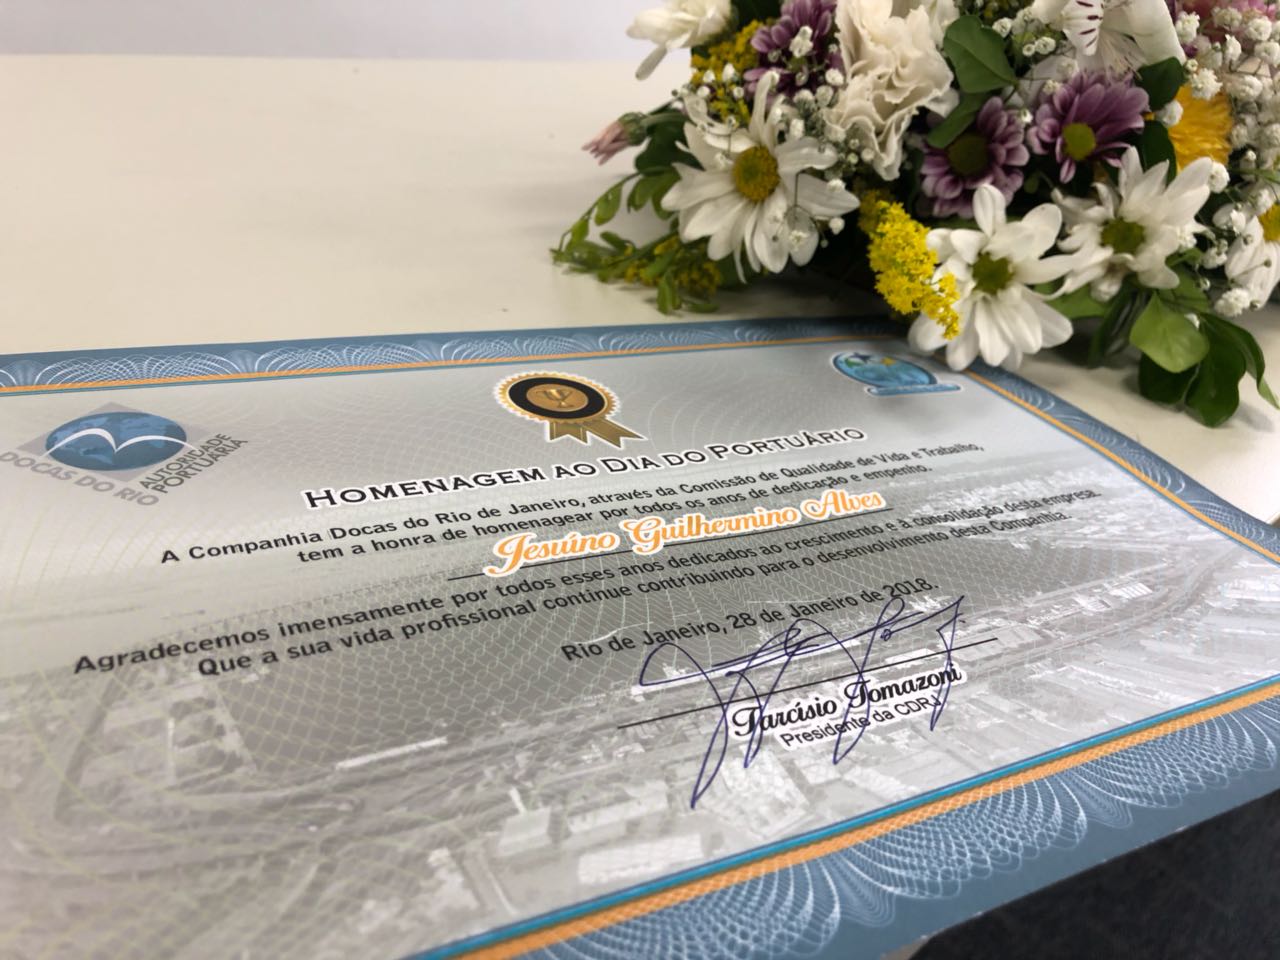 DOCAS DO RIO
AUTORIDADE
PORTUÁRIA
HOMENAGEM AO DIA DO PORTUÁRIO
A Companhia Docas do Rio de Janeiro, através da Comissão de Qualidade de Vida e Trabalho,
tem a honra de homenagear por todos os anos de dedicação e empenho.
Jesuíno Guilhermino Alves
Agradecemos imensamente por todos esses anos dedicados ao crescimento e à consolidação desta empresa.
Que a sua vida profissional continue contribuindo para o desenvolvimento desta Companhia.
Rio de Janeiro, 28 de Janeiro de 2018.
Tarcísio Tomazoni
Presidente da CDRJ